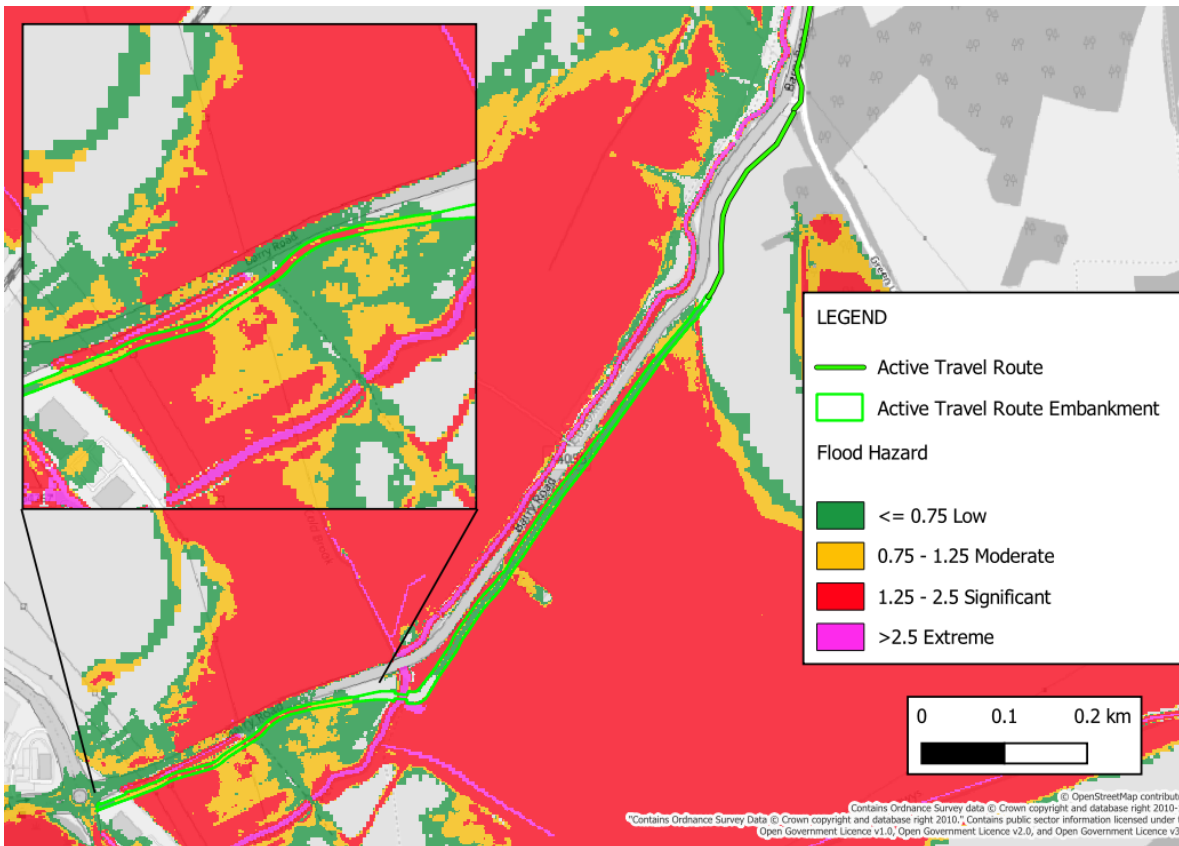 Barry Road
LEGEND
Active Travel Route
Active Travel Route Embankment
Flood Hazard
<= 0.75 Low
0.75 - 1.25 Moderate
1.25 - 2.5 Significant
>2.5 Extreme
Green
Barry Road
Cold Brook
0 0.1 0.2 km
© OpenStreetMap contribut
Contains Ordnance Survey data © Crown copyright and database right 2010-
"Contains Ordnance Survey Data © Crown copyright and database right 2010.", Contains public sector information licensed under
Open Government Licence v1.0, Open Government Licence v2.0, and Open Government Licence v3